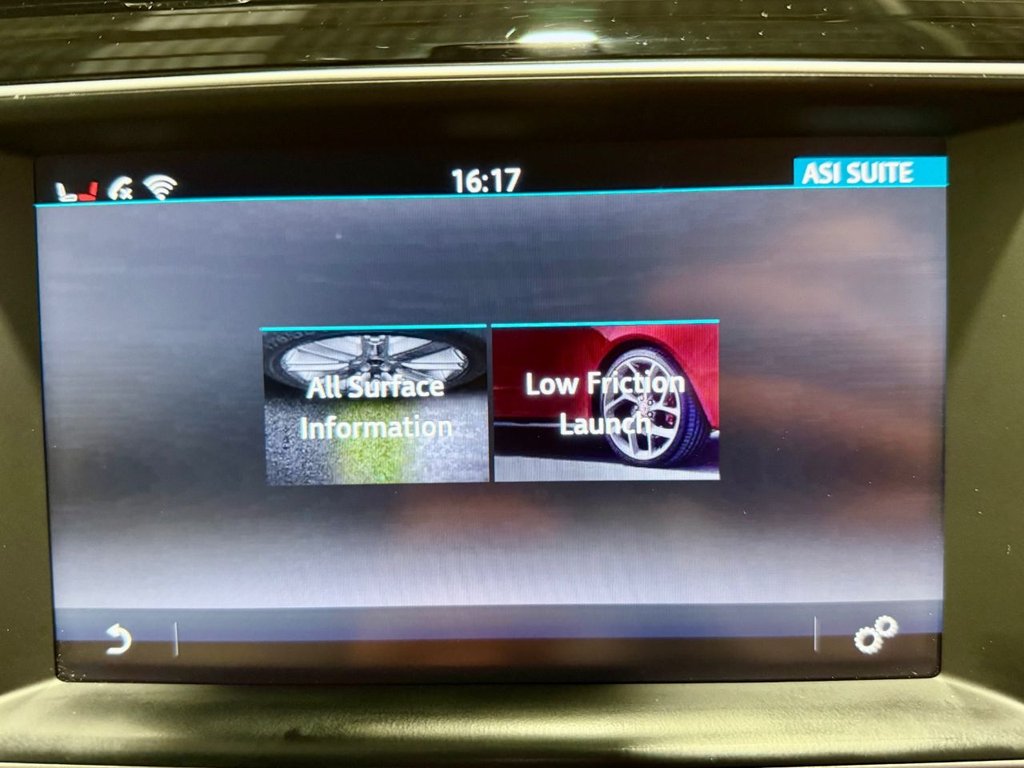 16:17
ASI SUITE
All Surface
Information
Low Friction
Launch